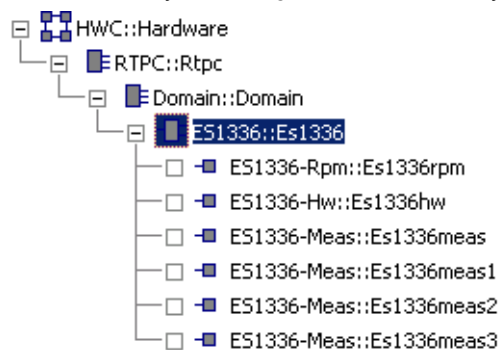 HWC::Hardware
RTPC::Rtpc
Domain::Domain
ES1336::Es1336
ES1336-Rpm::Es1336rpm
ES1336-Hw::Es1336hw
ES1336-Meas::Es1336meas
ES1336-Meas::Es1336meas1
ES1336-Meas::Es1336meas2
ES1336-Meas::Es1336meas3